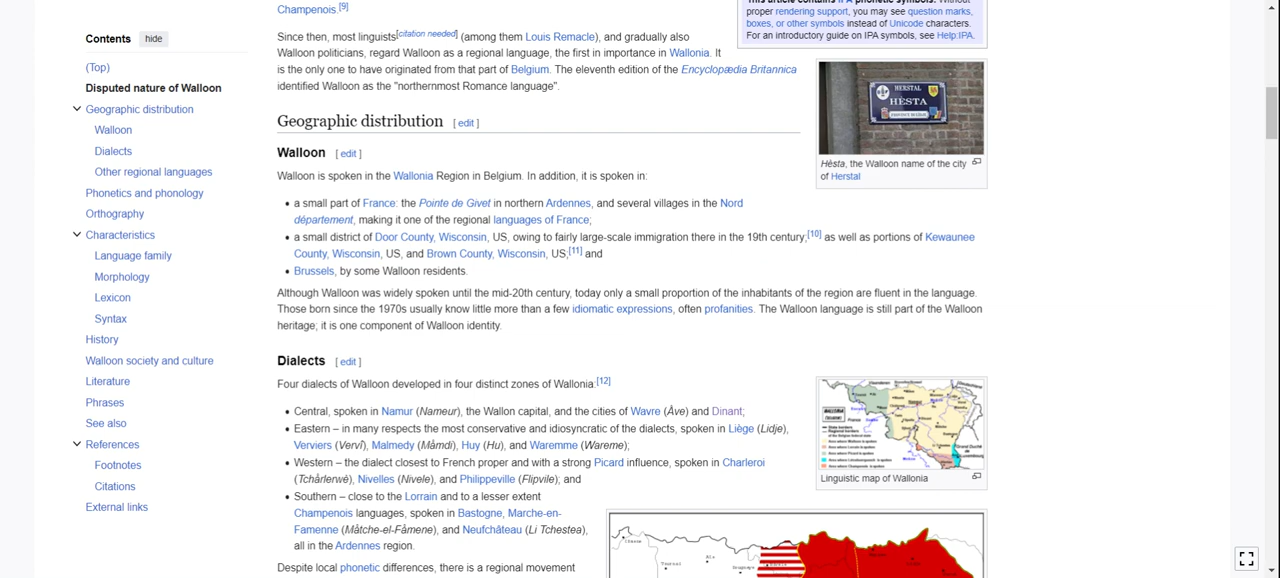 Champenois.[9]
This article contains IPA phonetic symbols. Without
proper rendering support, you may see question marks,
boxes, or other symbols instead of Unicode characters.
For an introductory guide on IPA symbols, see Help:IPA.
Contents hide
(Top)
Disputed nature of Walloon
Geographic distribution
Walloon
Dialects
Other regional languages
Phonetics and phonology
Orthography
Characteristics
Language family
Morphology
Lexicon
Syntax
History
Walloon society and culture
Literature
Phrases
See also
References
Footnotes
Citations
External links
Since then, most linguists[citation needed] (among them Louis Remacle), and gradually also
Walloon politicians, regard Walloon as a regional language, the first in importance in Wallonia. It
is the only one to have originated from that part of Belgium. The eleventh edition of the Encyclopædia Britannica
identified Walloon as the "northernmost Romance language".
HERSTAL
HÈSTA
Hèsta, the Walloon name of the city
of Herstal
Geographic distribution [ edit ]
Walloon [ edit ]
Walloon is spoken in the Wallonia Region in Belgium. In addition, it is spoken in:
• a small part of France: the Pointe de Givet in northern Ardennes, and several villages in the Nord
département, making it one of the regional languages of France;
• a small district of Door County, Wisconsin, US, owing to fairly large-scale immigration there in the 19th century;[10] as well as portions of Kewaunee
County, Wisconsin, US, and Brown County, Wisconsin, US;[11] and
• Brussels, by some Walloon residents.
Although Walloon was widely spoken until the mid-20th century, today only a small proportion of the inhabitants of the region are fluent in the language.
Those born since the 1970s usually know little more than a few idiomatic expressions, often profanities. The Walloon language is still part of the Walloon
heritage; it is one component of Walloon identity.
Dialects [ edit ]
Four dialects of Walloon developed in four distinct zones of Wallonia:[12]
• Central, spoken in Namur (Nameur), the Wallon capital, and the cities of Wavre (Åve) and Dinant;
• Eastern – in many respects the most conservative and idiosyncratic of the dialects, spoken in Liège (Lidje),
Verviers (Vervî), Malmedy (Måmdi), Huy (Hu), and Waremme (Wareme);
• Western – the dialect closest to French proper and with a strong Picard influence, spoken in Charleroi
(Tchålerwè), Nivelles (Nivele), and Philippeville (Flipvile); and
• Southern – close to the Lorrain and to a lesser extent
Champenois languages, spoken in Bastogne, Marche-en-
Famenne (Måtche-el-Fåmene), and Neufchâteau (Li Tchestea),
all in the Ardennes region.
Despite local phonetic differences, there is a regional movement
Linguistic map of Wallonia